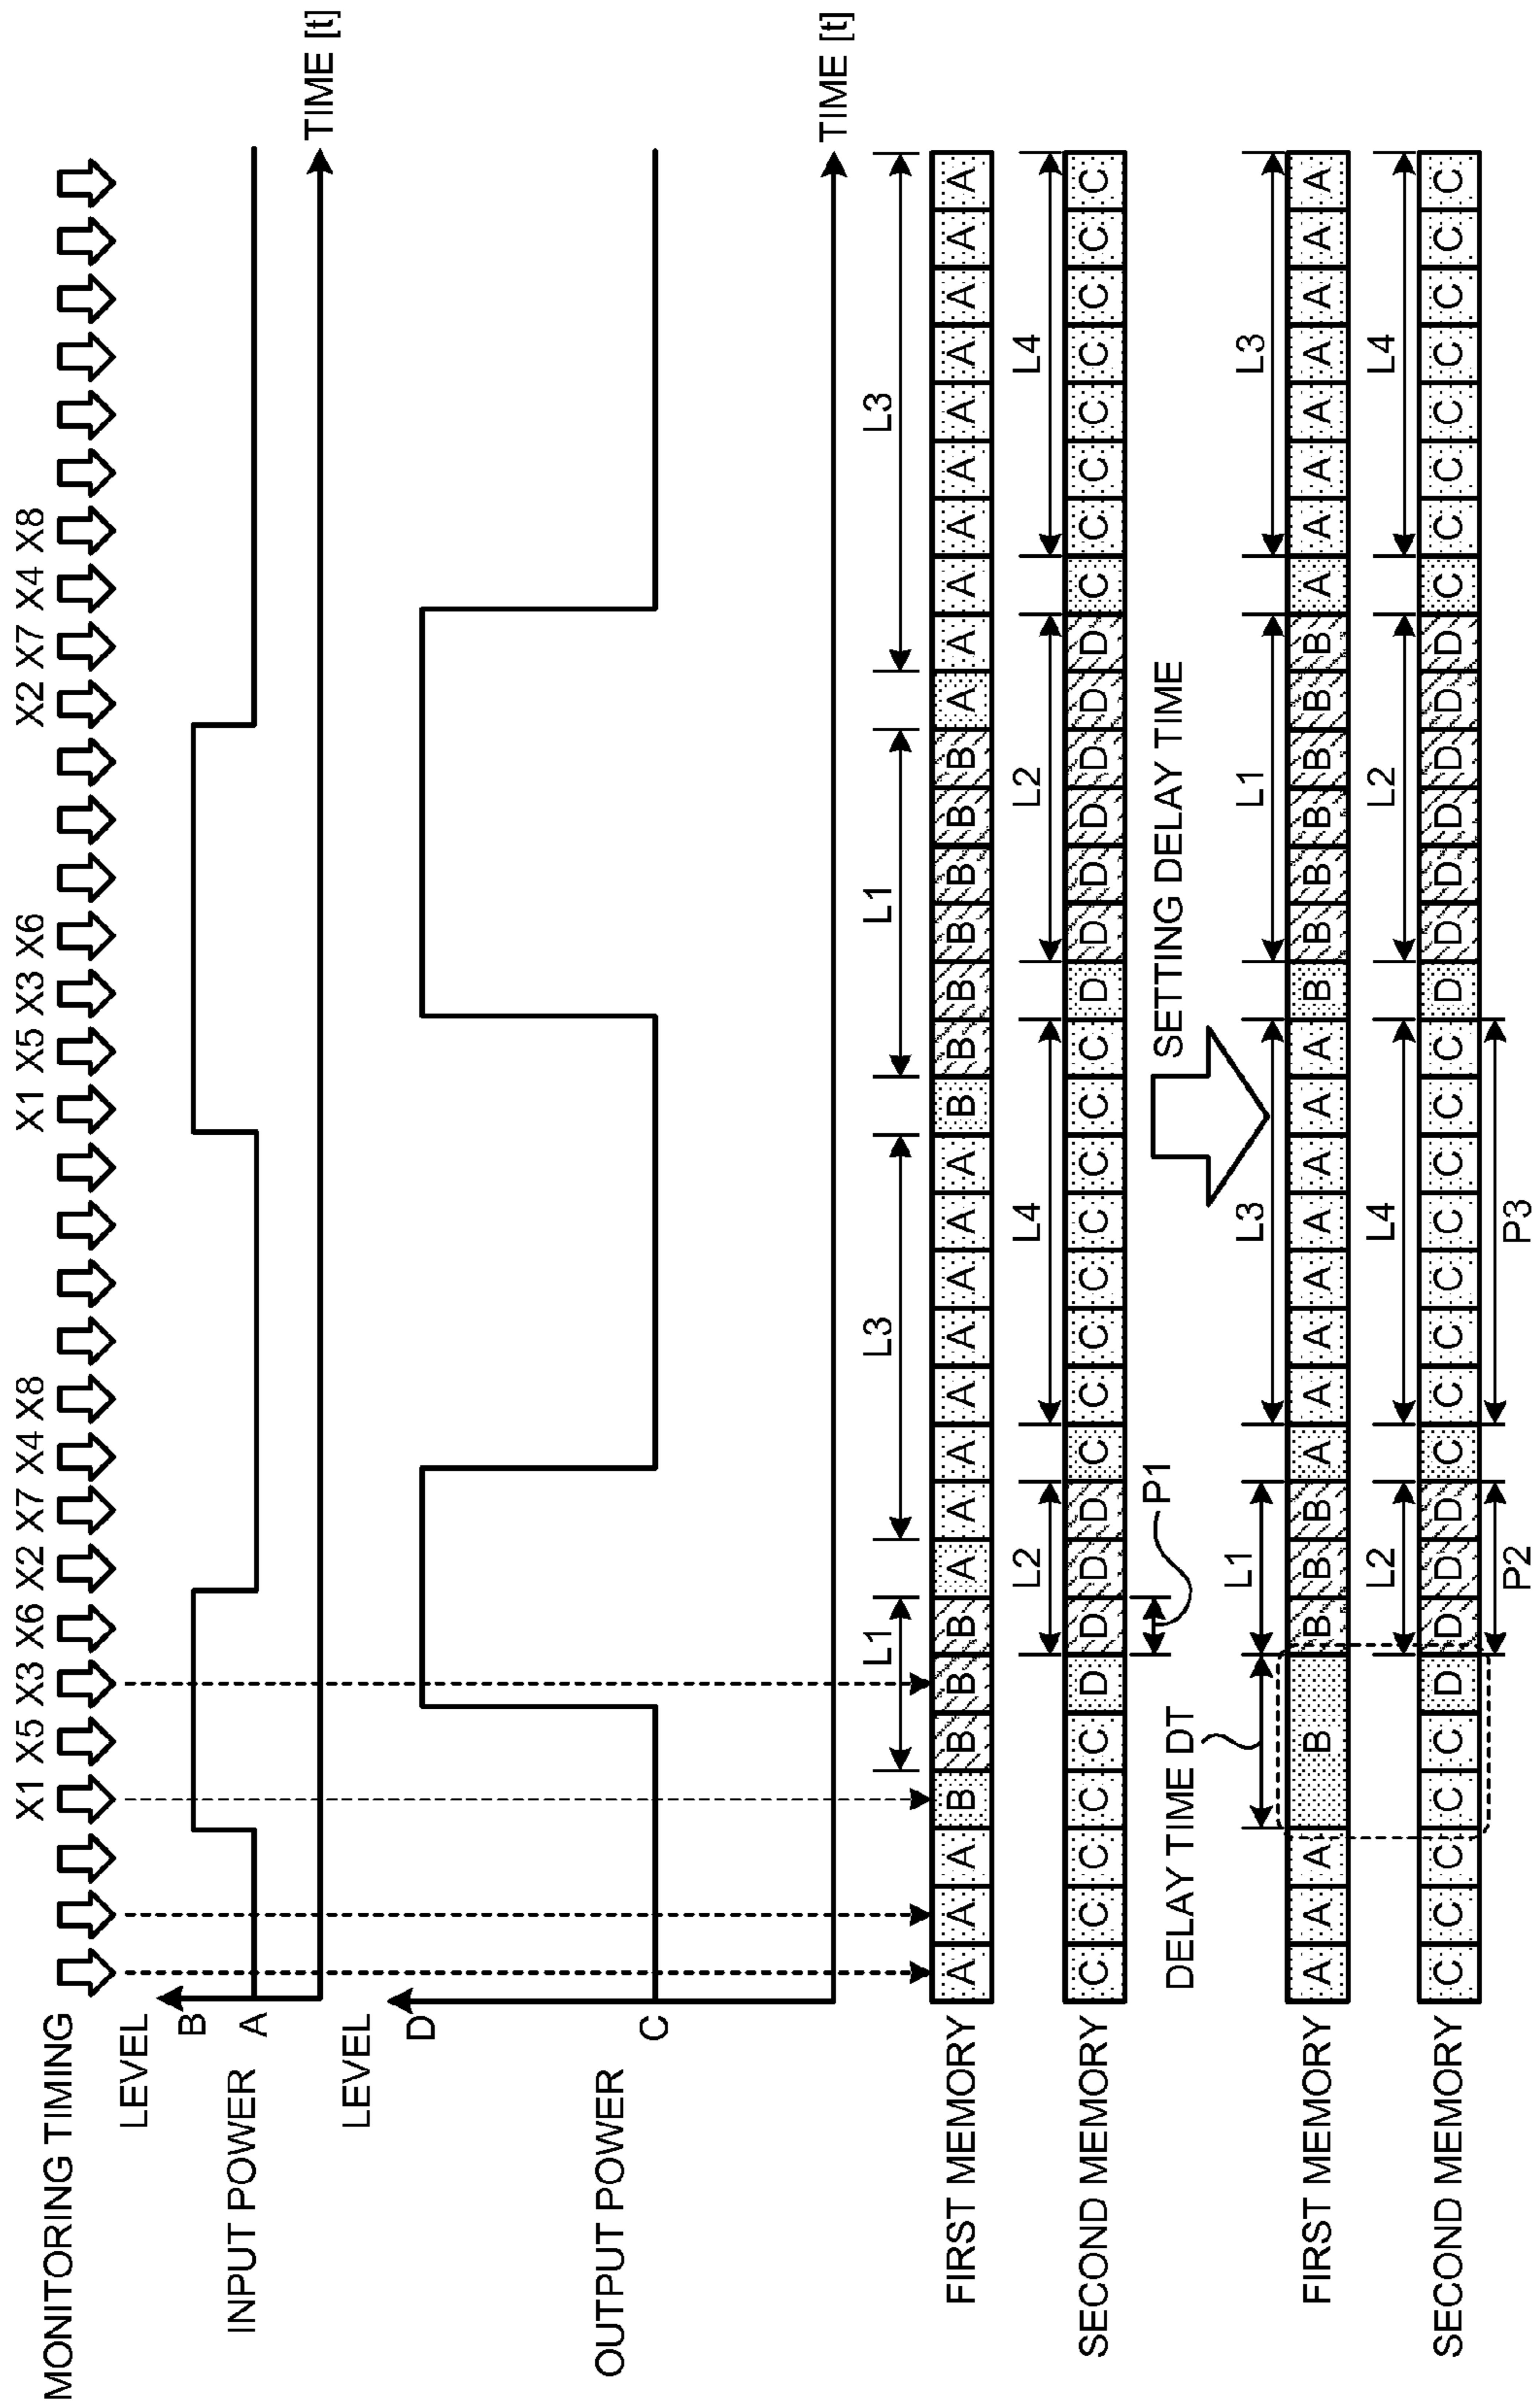 X1 X5 X3 X6 X2 X7 X4 X8 X1 X5 X3 X6 X2 X7 X4 X8
MONITORING TIMING
LEVEL
B
A
INPUT POWER
TIME [t]
LEVEL
D
C
OUTPUT POWER
TIME [t]
L1 L3 L1 L3
FIRST MEMORY A A A B B B B A A A A A A A A B B B B B B B A A A A A A A A A A
L2 L4 L2 L4
SECOND MEMORY C C C C C D D D D C C C C C C C C D D D D D D D C C C C C C C C
P1
SETTING DELAY TIME
DELAY TIME DT
L1 L3 L1 L3
FIRST MEMORY A A A B B B B A A A A A A A A B B B B B B B A A A A A A A A
L2 L4 L2 L4
SECOND MEMORY C C C C C D D D D C C C C C C C C D D D D D D D C C C C C C C C
P2 P3